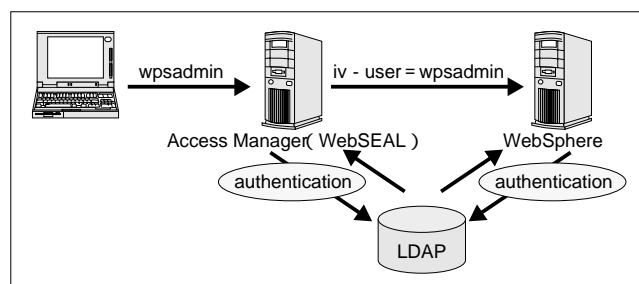 wpsadmin
iv - user = wpsadmin
Access Manager( WebSEAL )
WebSphere
authentication
authentication
LDAP